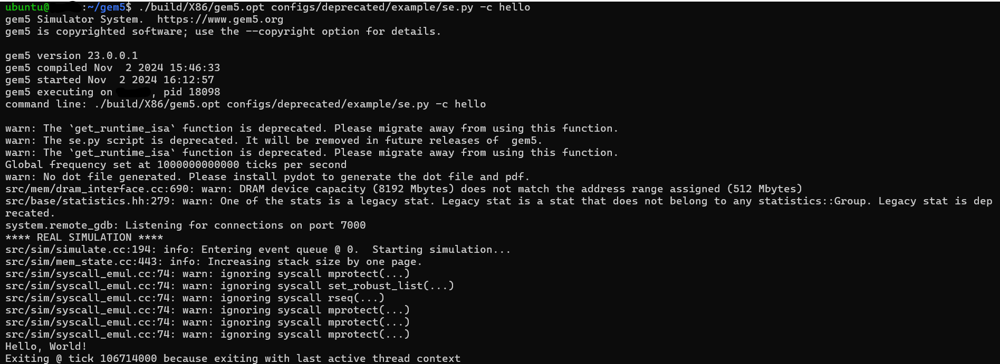 ubuntu@ :~/gem5$ ./build/X86/gem5.opt configs/deprecated/example/se.py -c hello
gem5 Simulator System.  https://www.gem5.org
gem5 is copyrighted software; use the --copyright option for details.

gem5 version 23.0.0.1
gem5 compiled Nov  2 2024 15:46:33
gem5 started Nov  2 2024 16:12:57
gem5 executing on , pid 18098
command line: ./build/X86/gem5.opt configs/deprecated/example/se.py -c hello

warn: The `get_runtime_isa` function is deprecated. Please migrate away from using this function.
warn: The se.py script is deprecated. It will be removed in future releases of  gem5.
warn: The `get_runtime_isa` function is deprecated. Please migrate away from using this function.
Global frequency set at 1000000000000 ticks per second
warn: No dot file generated. Please install pydot to generate the dot file and pdf.
src/mem/dram_interface.cc:690: warn: DRAM device capacity (8192 Mbytes) does not match the address range assigned (512 Mbytes)
src/base/statistics.hh:279: warn: One of the stats is a legacy stat. Legacy stat is a stat that does not belong to any statistics::Group. Legacy stat is dep
recated.
system.remote_gdb: Listening for connections on port 7000
**** REAL SIMULATION ****
src/sim/simulate.cc:194: info: Entering event queue @ 0.  Starting simulation...
src/sim/mem_state.cc:443: info: Increasing stack size by one page.
src/sim/syscall_emul.cc:74: warn: ignoring syscall mprotect(...)
src/sim/syscall_emul.cc:74: warn: ignoring syscall set_robust_list(...)
src/sim/syscall_emul.cc:74: warn: ignoring syscall rseq(...)
src/sim/syscall_emul.cc:74: warn: ignoring syscall mprotect(...)
src/sim/syscall_emul.cc:74: warn: ignoring syscall mprotect(...)
src/sim/syscall_emul.cc:74: warn: ignoring syscall mprotect(...)
Hello, World!
Exiting @ tick 106714000 because exiting with last active thread context